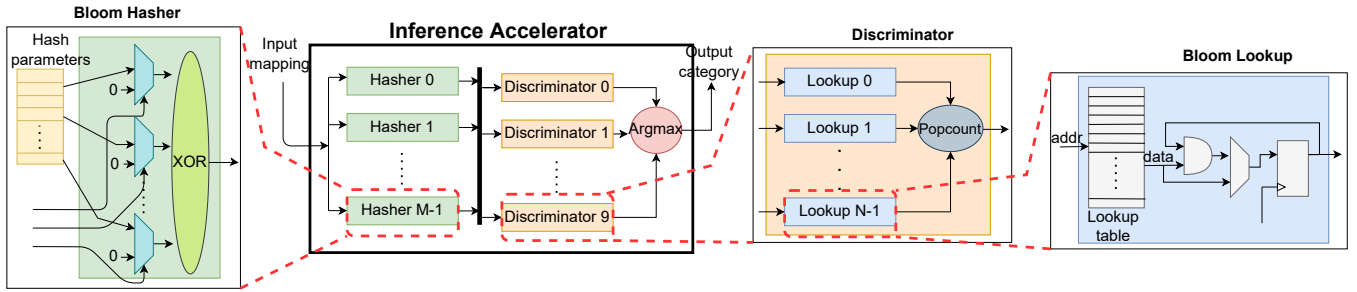 Bloom Hasher
Hash
parameters
0
0
0
XOR
Input
mapping
Inference Accelerator
Hasher 0
Hasher 1
Hasher M-1
Discriminator 0
Discriminator 1
Discriminator 9
Argmax
Output
category
Discriminator
Lookup 0
Lookup 1
Lookup N-1
Popcount
Bloom Lookup
addr
data
Lookup
table